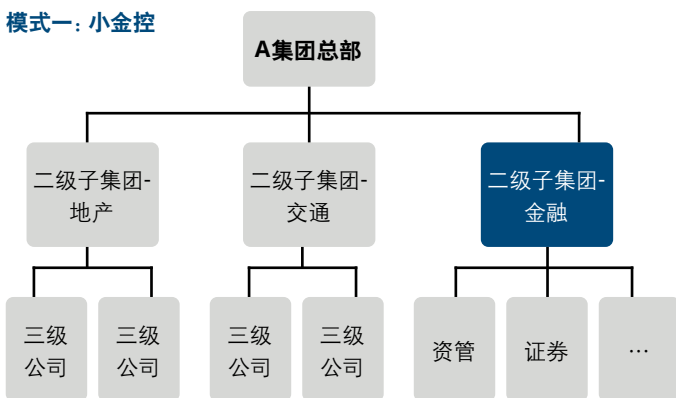 模式一：小金控
A集团总部
二级子集团-
地产
二级子集团-
交通
二级子集团-
金融
三级
公司
三级
公司
三级
公司
三级
公司
资管
证券
…